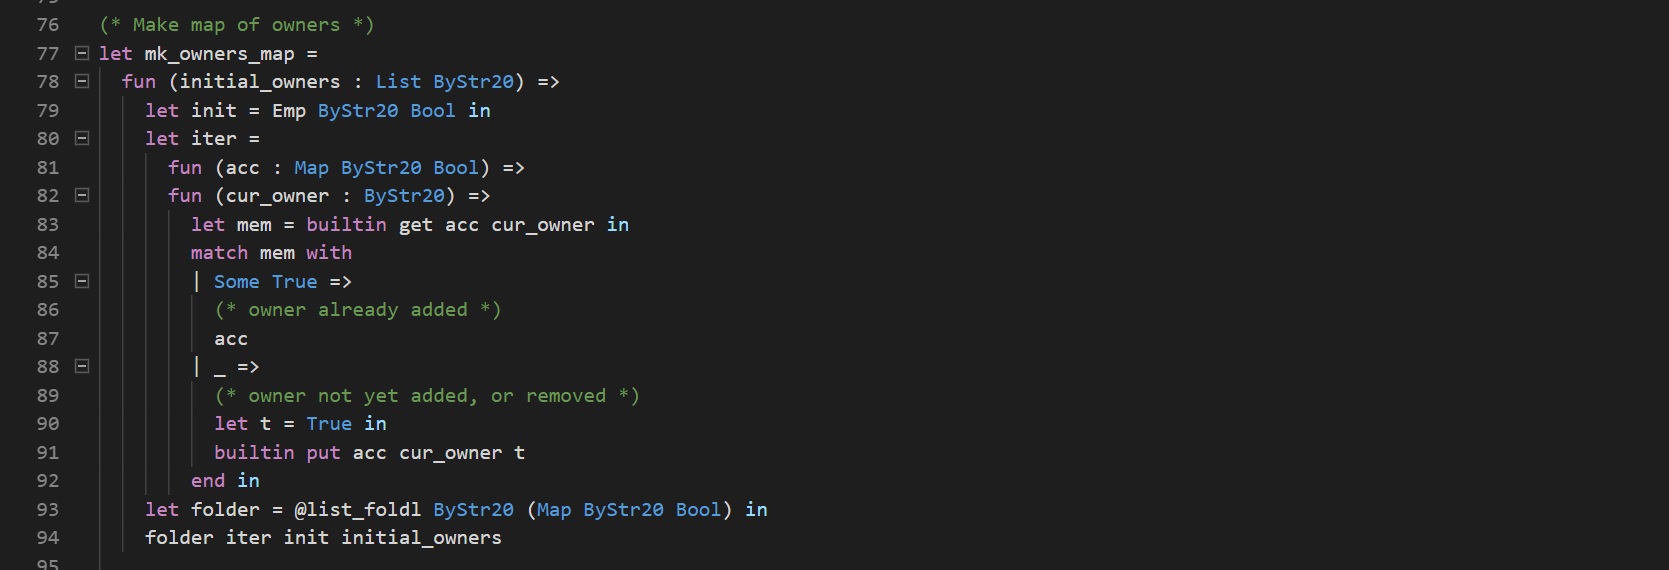 76 (* Make map of owners *)
77 let mk_owners_map =
78 fun (initial_owners : List ByStr20) =>
79 let init = Emp ByStr20 Bool in
80 let iter =
81 fun (acc : Map ByStr20 Bool) =>
82 fun (cur_owner : ByStr20) =>
83 let mem = builtin get acc cur_owner in
84 match mem with
85 | Some True =>
86 (* owner already added *)
87 acc
88 | _ =>
89 (* owner not yet added, or removed *)
90 let t = True in
91 builtin put acc cur_owner t
92 end in
93 let folder = @list_foldl ByStr20 (Map ByStr20 Bool) in
94 folder iter init initial_owners
95